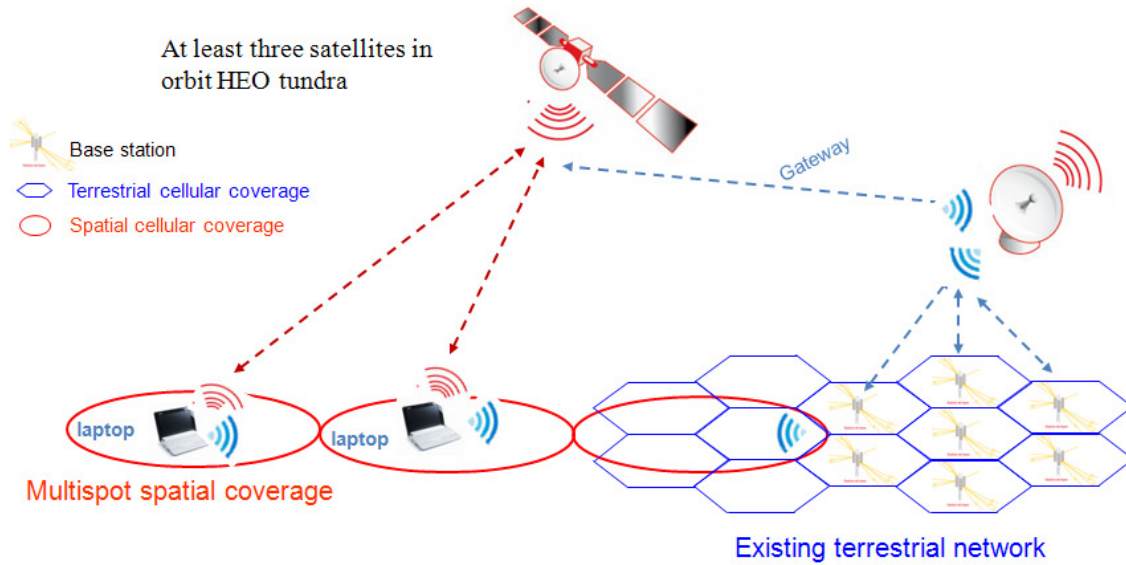 At least three satellites in
orbit HEO tundra
Base station
Terrestrial cellular coverage
Spatial cellular coverage
Gateway
laptop
laptop
Multispot spatial coverage
Existing terrestrial network